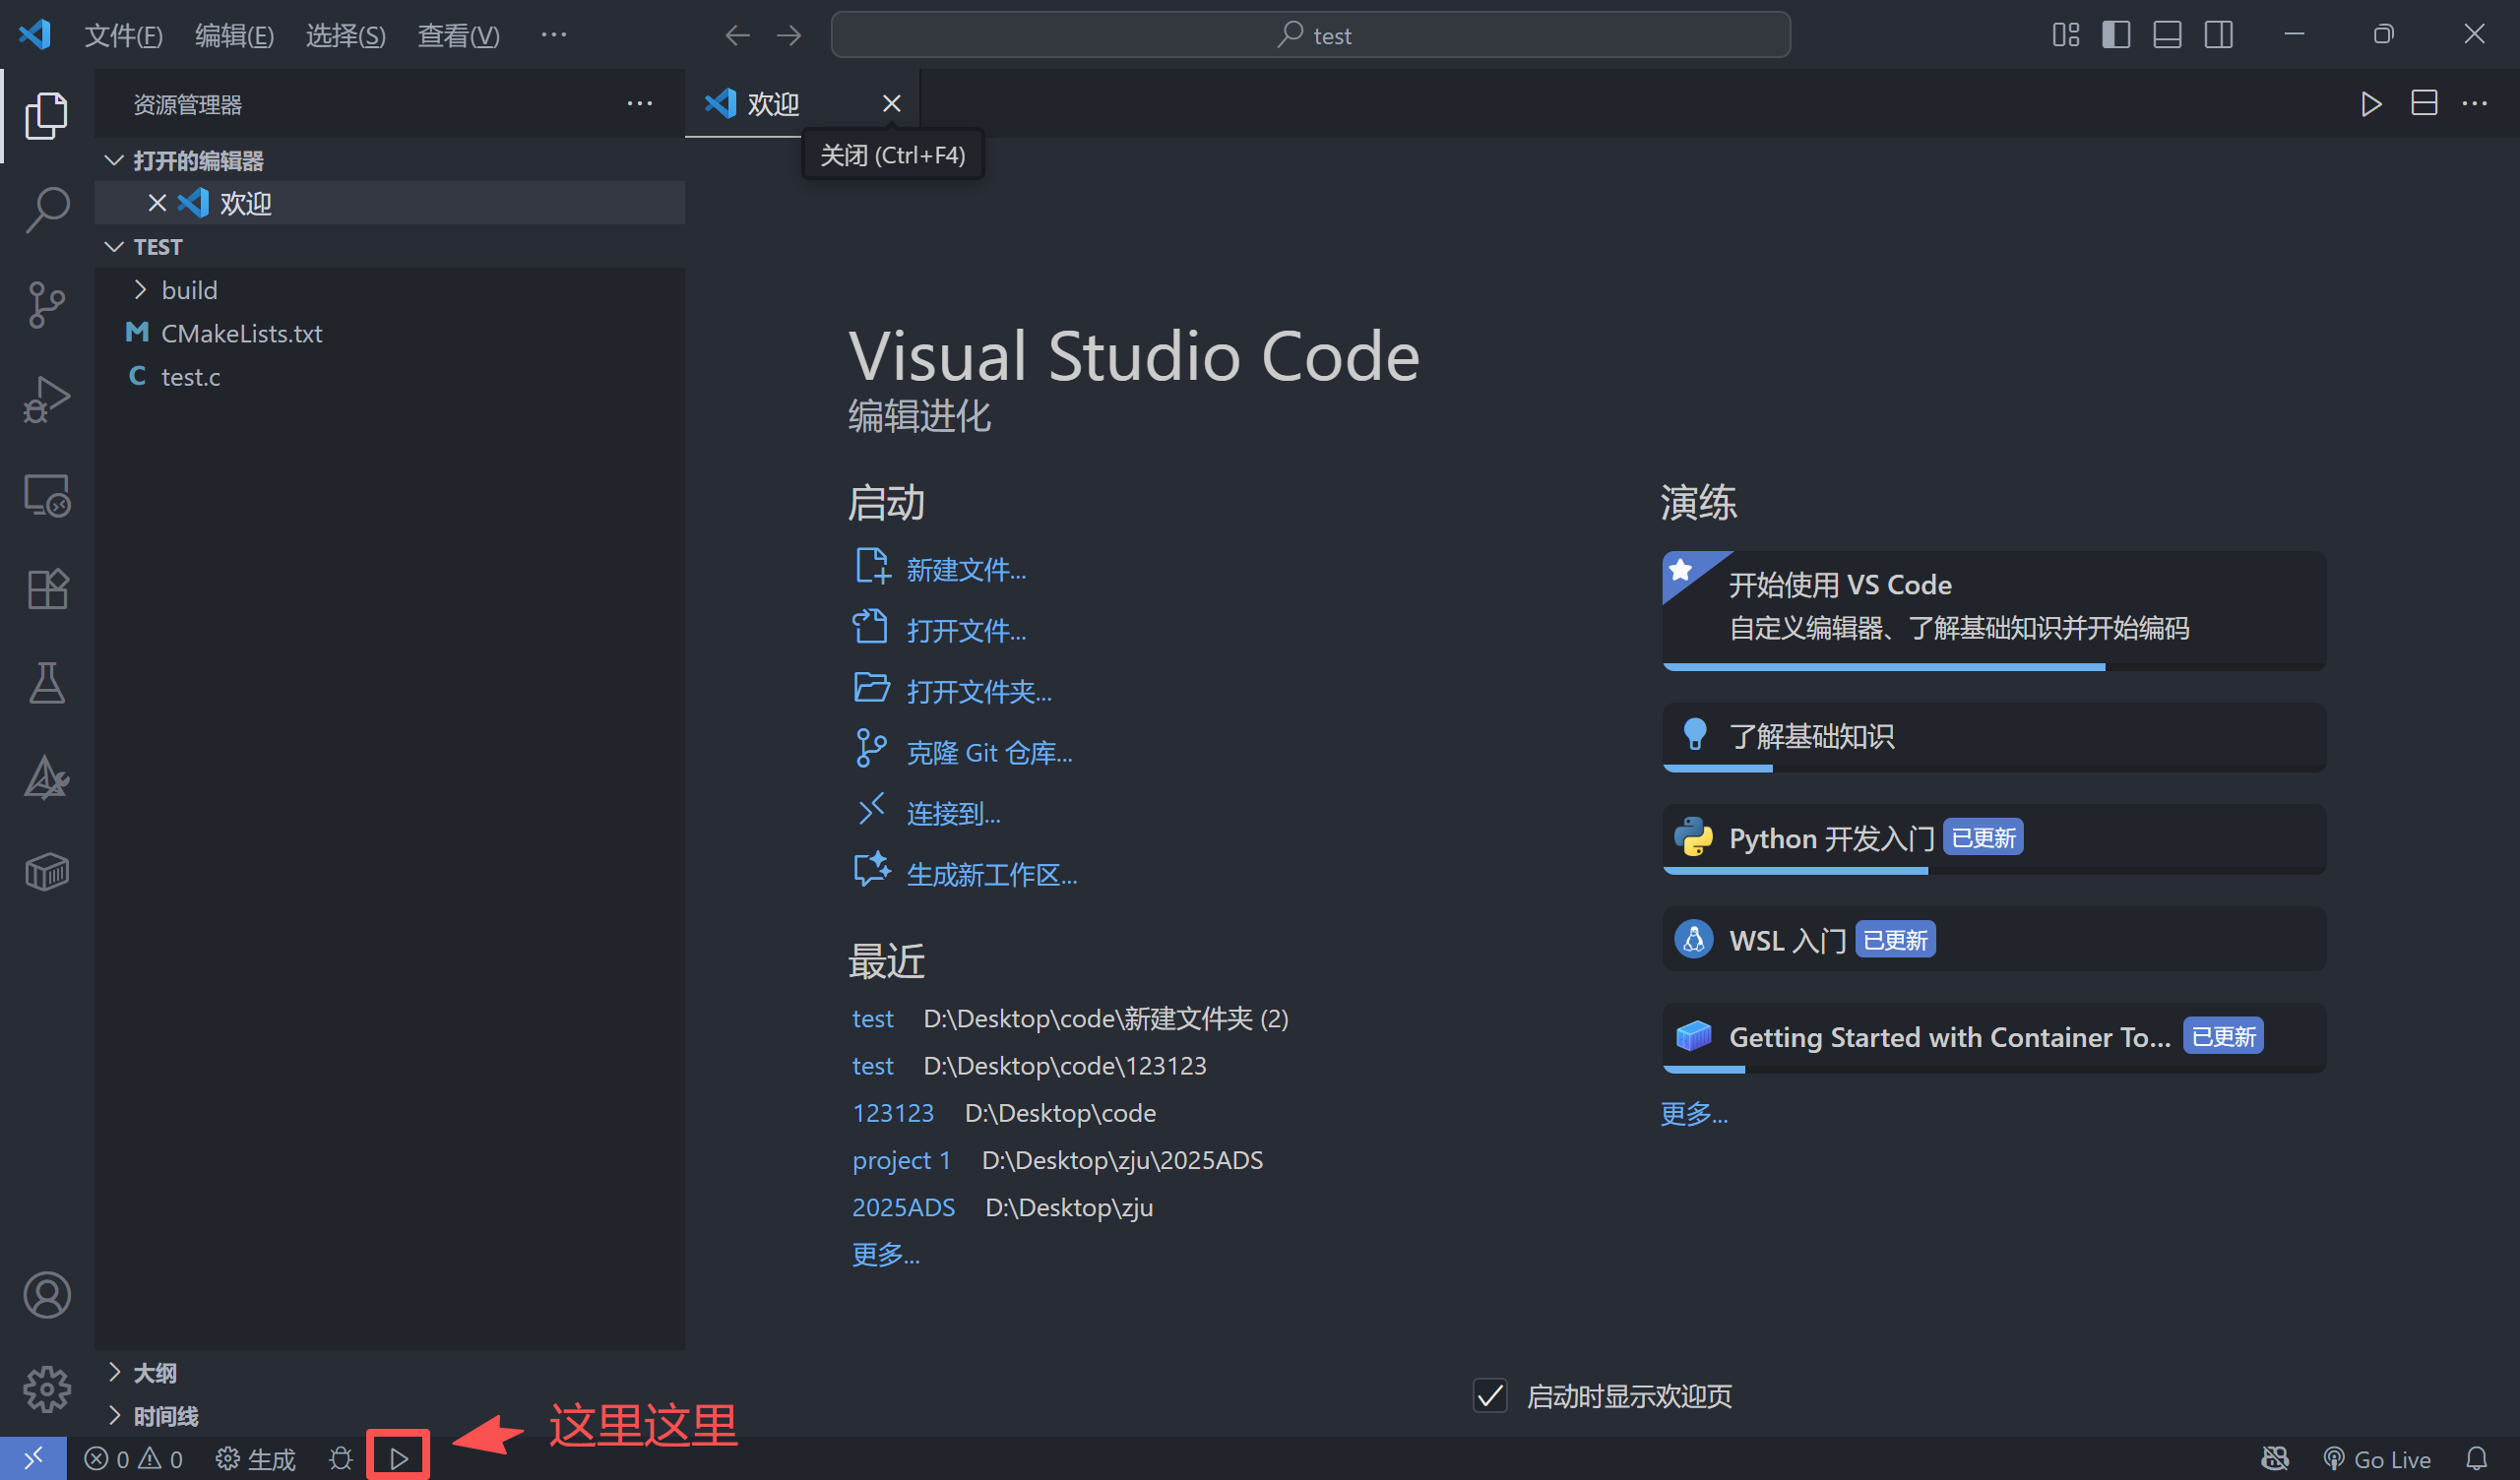 文件(F) 编辑(E) 选择(S) 查看(V) ··· test
资源管理器 ···
欢迎
关闭 (Ctrl+F4)
打开的编辑器
欢迎
TEST
build
M CMakeLists.txt
C test.c
Visual Studio Code
编辑进化
启动
新建文件...
打开文件...
打开文件夹...
克隆 Git 仓库...
连接到...
生成新工作区...
最近
test D:\Desktop\code\新建文件夹 (2)
test D:\Desktop\code\123123
123123 D:\Desktop\code
project 1 D:\Desktop\zju\2025ADS
2025ADS D:\Desktop\zju
更多...
演练
开始使用 VS Code
自定义编辑器、了解基础知识并开始编码
了解基础知识
Python 开发入门 已更新
WSL 入门 已更新
Getting Started with Container To... 已更新
更多...
启动时显示欢迎页
大纲
时间线
这里这里
0 0 生成 Go Live